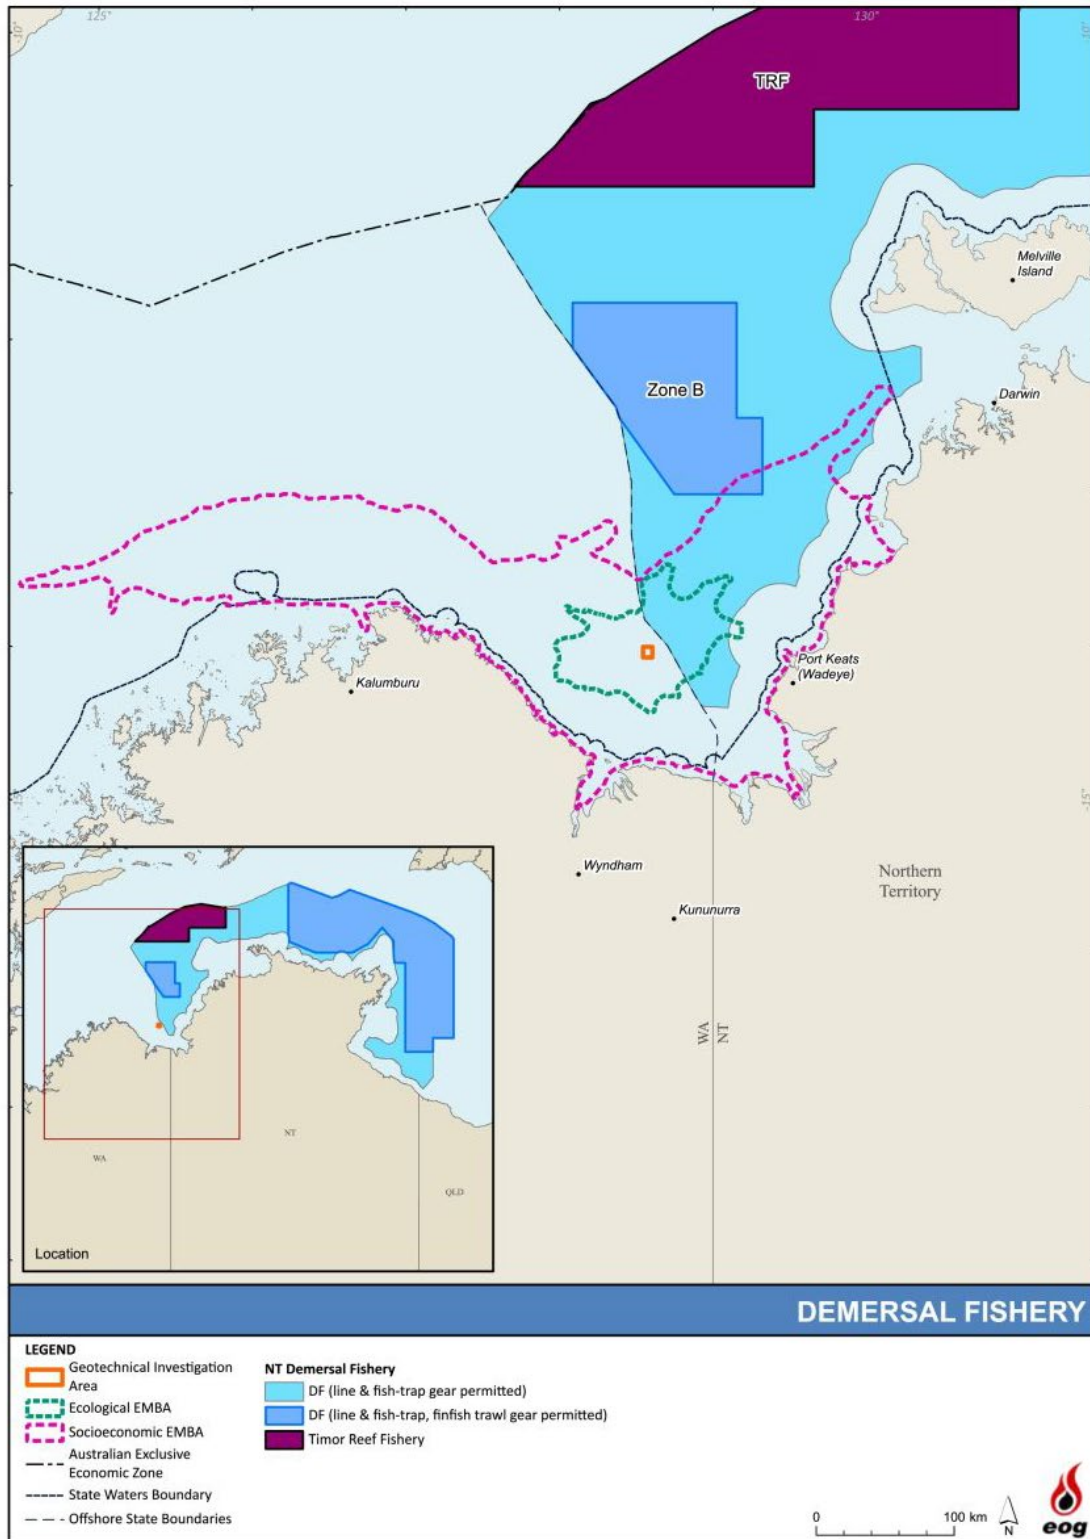 125°
130°
10°
10°
TRF
Melville
Island
Zone B
Darwin
Port Keats
(Wadeye)
Kalumburu
15°
Wyndham
Kununurra
Northern
Territory
WA
NT
NT
WA
QLD
Location
DEMERSAL FISHERY
LEGEND
Geotechnical Investigation
Area
Ecological EMBA
Socioeconomic EMBA
Australian Exclusive
Economic Zone
State Waters Boundary
Offshore State Boundaries
NT Demersal Fishery
DF (line & fish-trap gear permitted)
DF (line & fish-trap, finfish trawl gear permitted)
Timor Reef Fishery
0 100 km
N
eog